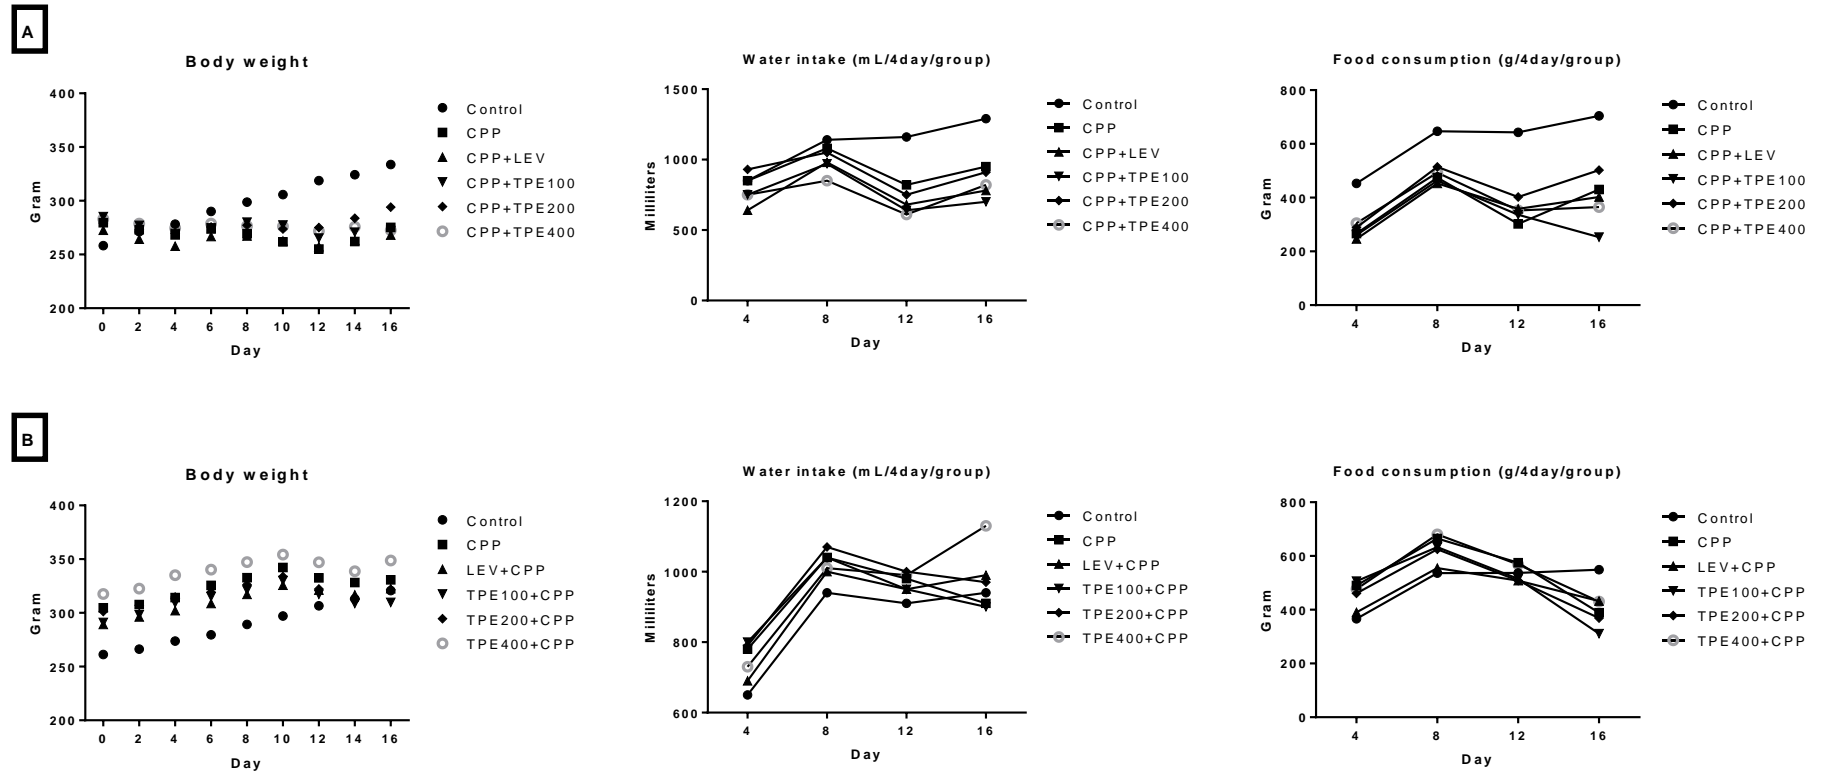 A
Body weight
Gram
400
350
300
250
200
0 2 4 6 8 10 12 14 16
Day
Control
CPP
CPP+LEV
CPP+TPE100
CPP+TPE200
CPP+TPE400
Water intake (mL/4day/group)
Milliliters
1500
1000
500
0
4 8 12 16
Day
Control
CPP
CPP+LEV
CPP+TPE100
CPP+TPE200
CPP+TPE400
Food consumption (g/4day/group)
Gram
800
600
400
200
0
4 8 12 16
Day
Control
CPP
CPP+LEV
CPP+TPE100
CPP+TPE200
CPP+TPE400
B
Body weight
Gram
400
350
300
250
200
0 2 4 6 8 10 12 14 16
Day
Control
CPP
LEV+CPP
TPE100+CPP
TPE200+CPP
TPE400+CPP
Water intake (mL/4day/group)
Milliliters
1200
1000
800
600
4 8 12 16
Day
Control
CPP
LEV+CPP
TPE100+CPP
TPE200+CPP
TPE400+CPP
Food consumption (g/4day/group)
Gram
800
600
400
200
0
4 8 12 16
Day
Control
CPP
LEV+CPP
TPE100+CPP
TPE200+CPP
TPE400+CPP